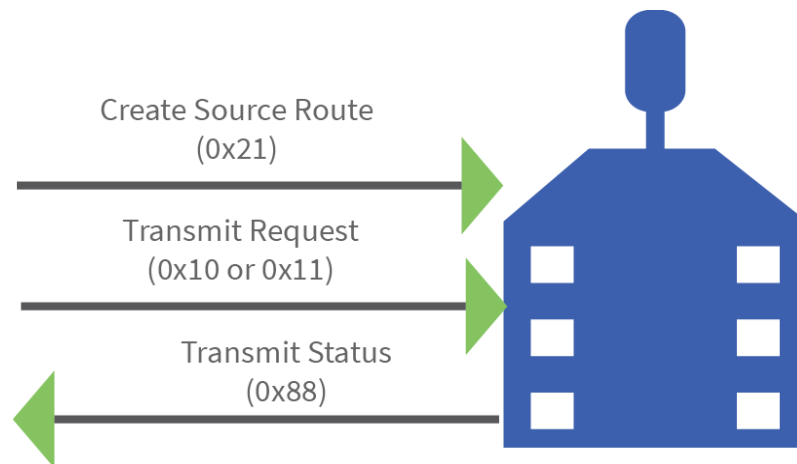 Create Source Route
(0x21)
Transmit Request
(0x10 or 0x11)
Transmit Status
(0x88)